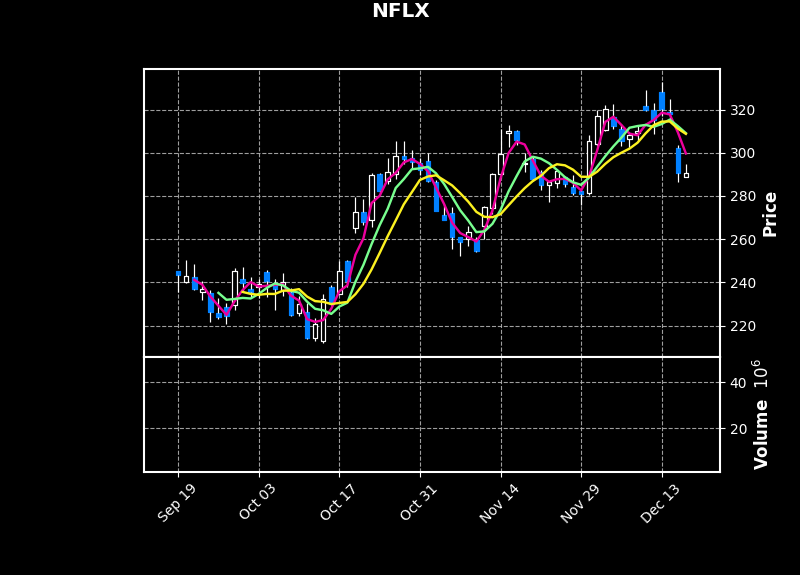 NFLX
320
300
280
260
240
220
Price
40
20
Volume 10^6
Sep 19
Oct 03
Oct 17
Oct 31
Nov 14
Nov 29
Dec 13